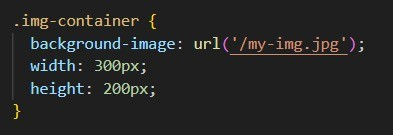 .img-container {
  background-image: url('/my-img.jpg');
  width: 300px;
  height: 200px;
}